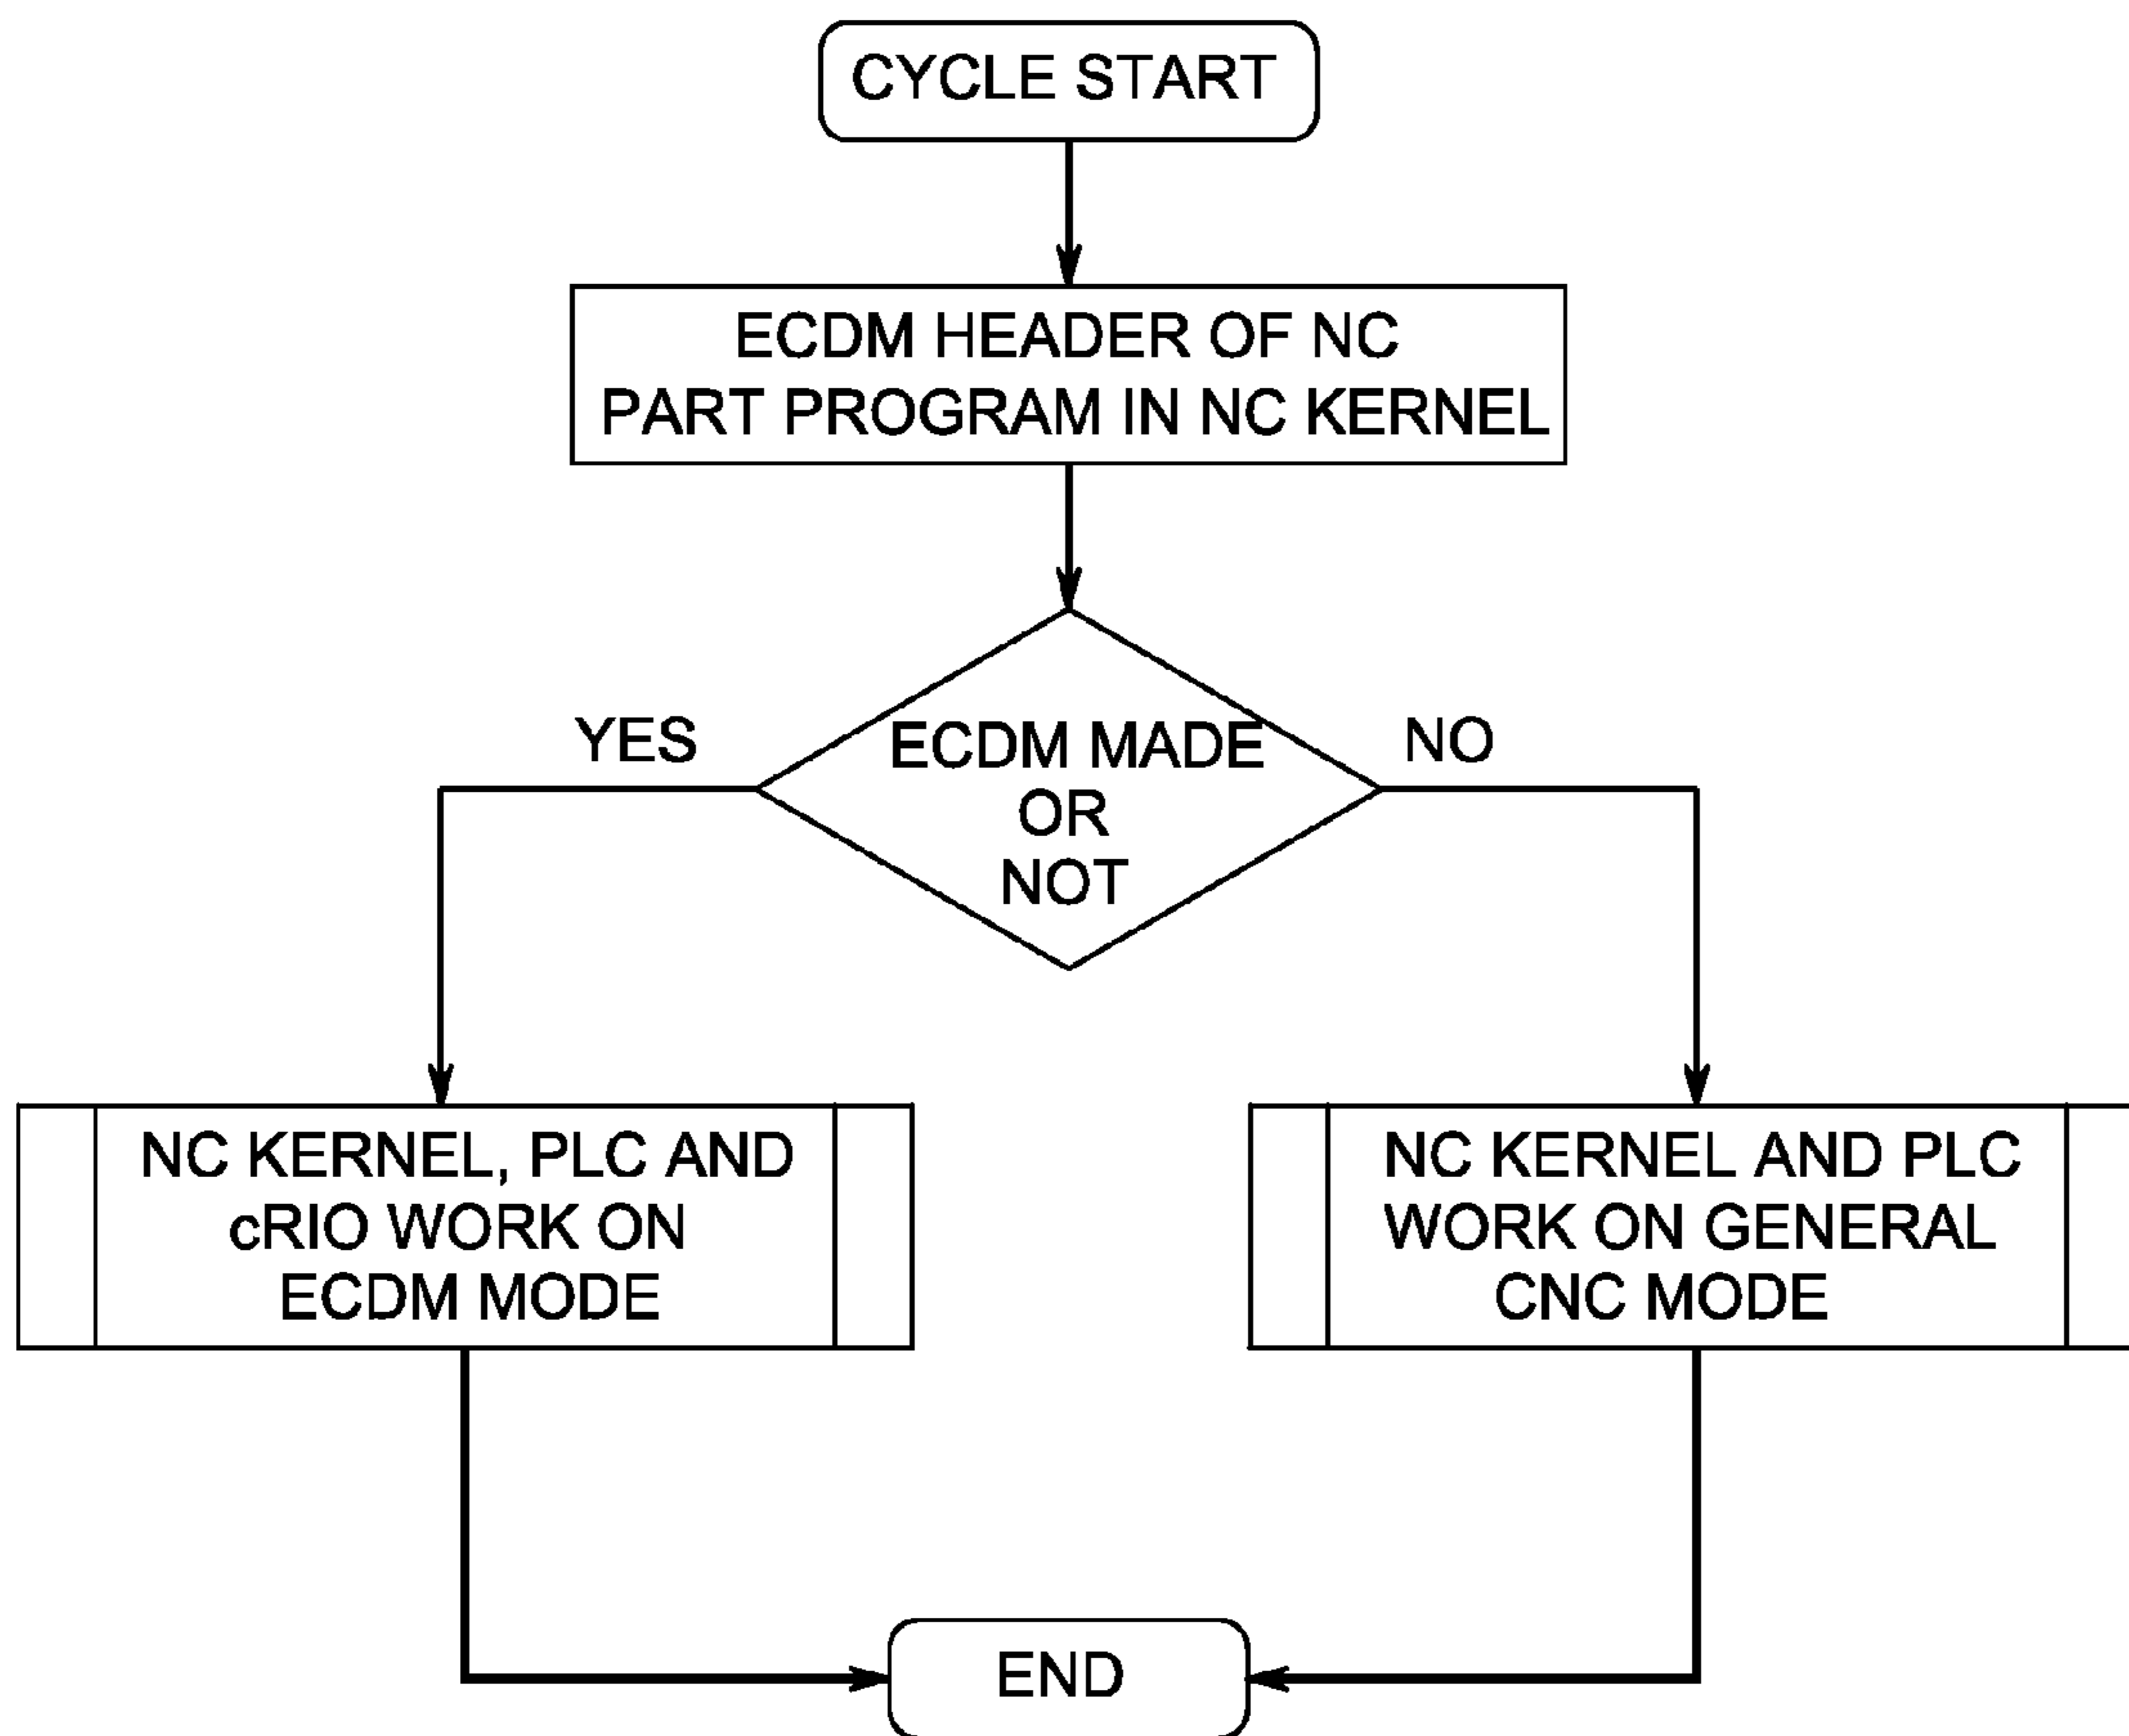 CYCLE START
ECDM HEADER OF NC
PART PROGRAM IN NC KERNEL
YES
ECDM MADE
OR
NOT
NO
NC KERNEL, PLC AND
cRIO WORK ON
ECDM MODE
NC KERNEL AND PLC
WORK ON GENERAL
CNC MODE
END